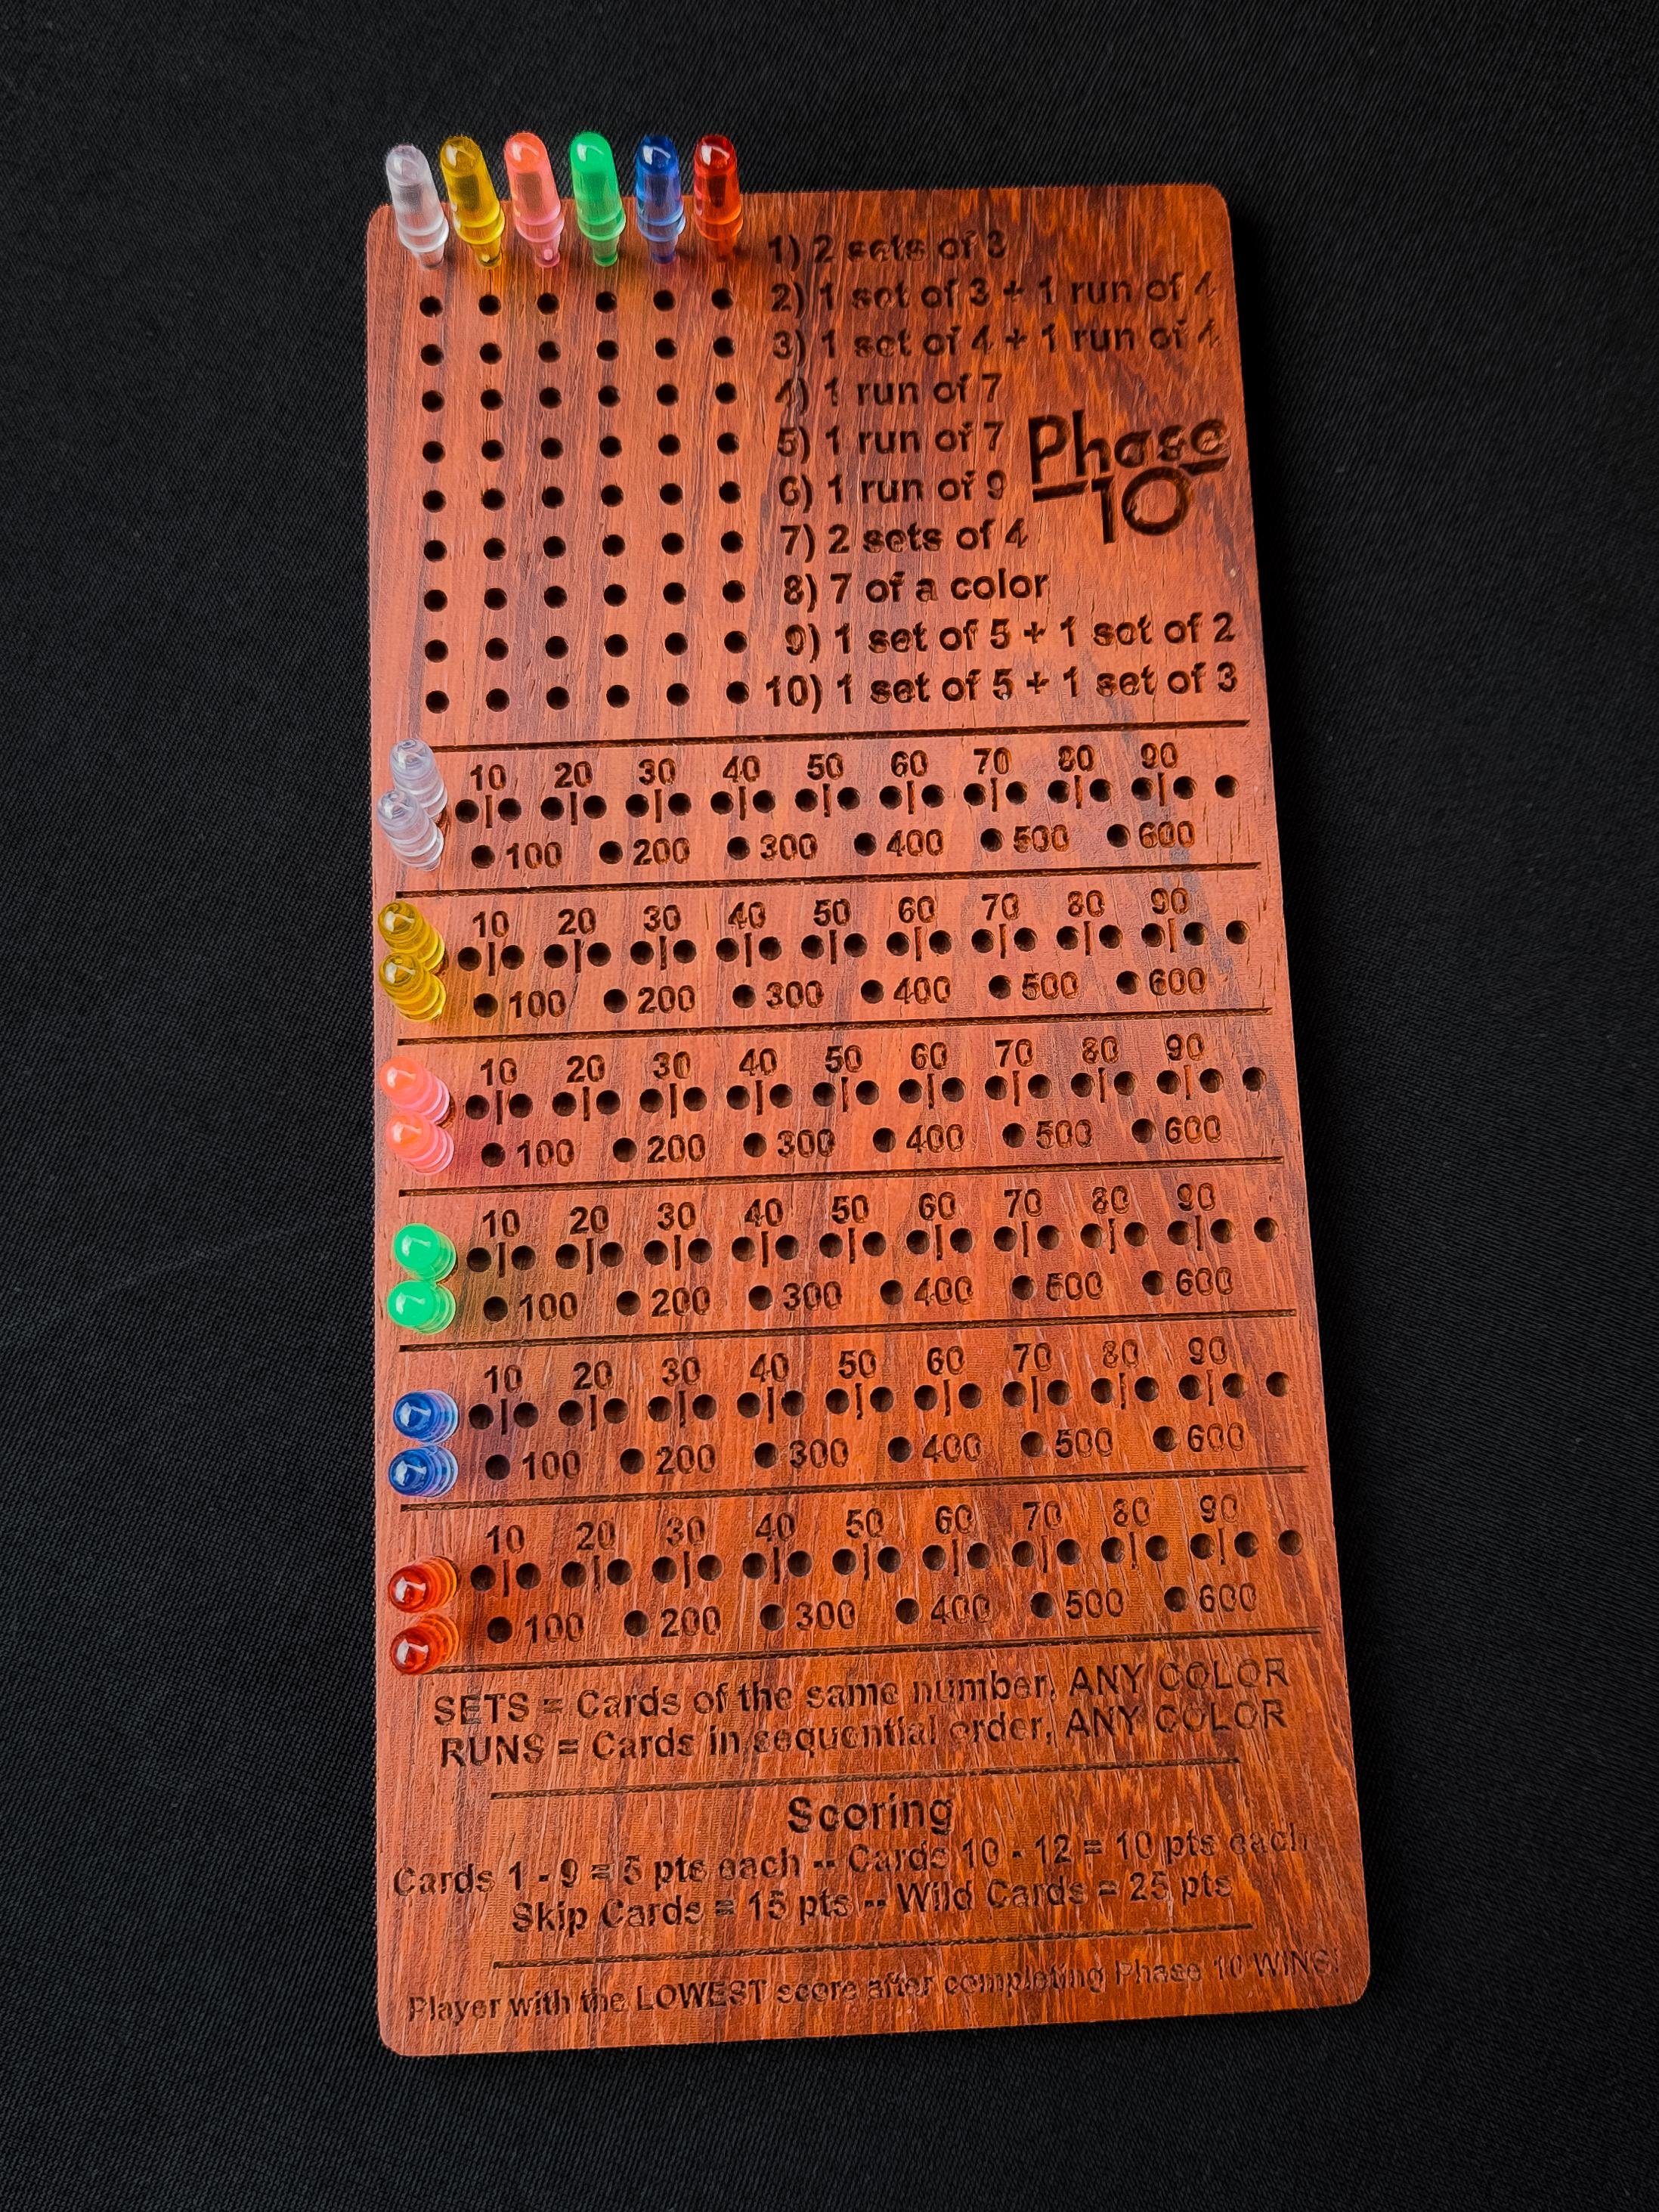 1) 2 sets of 3
2) 1 set of 3 + 1 run of 4
3) 1 set of 4 + 1 run of 4
4) 1 run of 7
5) 1 run of 7
6) 1 run of 9
7) 2 sets of 4
8) 7 of a color
9) 1 set of 5 + 1 set of 2
10) 1 set of 5 + 1 set of 3
Phase
10
10 20 30 40 50 60 70 80 90
100 200 300 400 500 600
10 20 30 40 50 60 70 80 90
100 200 300 400 500 600
10 20 30 40 50 60 70 80 90
100 200 300 400 500 600
10 20 30 40 50 60 70 80 90
100 200 300 400 500 600
10 20 30 40 50 60 70 80 90
100 200 300 400 500 600
10 20 30 40 50 60 70 80 90
100 200 300 400 500 600
SETS = Cards of the same number, ANY COLOR
RUNS = Cards in sequential order, ANY COLOR
Scoring
Cards 1 - 9 = 5 pts each -- Cards 10 - 12 = 10 pts each
Skip Cards = 15 pts -- Wild Cards = 25 pts
Player with the LOWEST score after completing Phase 10 WINS!